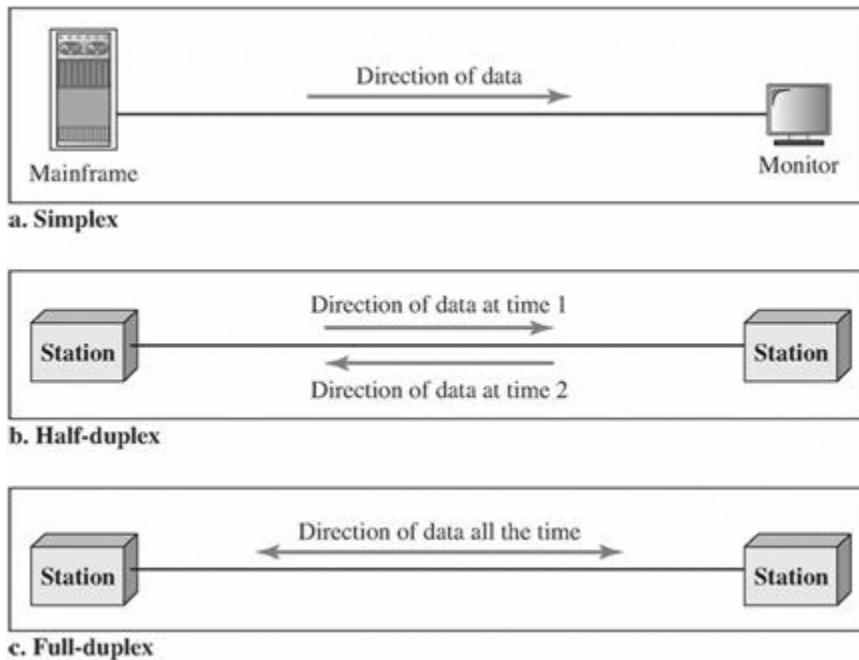 Direction of data
Mainframe
Monitor
a. Simplex
Direction of data at time 1
Station
Station
Direction of data at time 2
b. Half-duplex
Direction of data all the time
Station
Station
c. Full-duplex